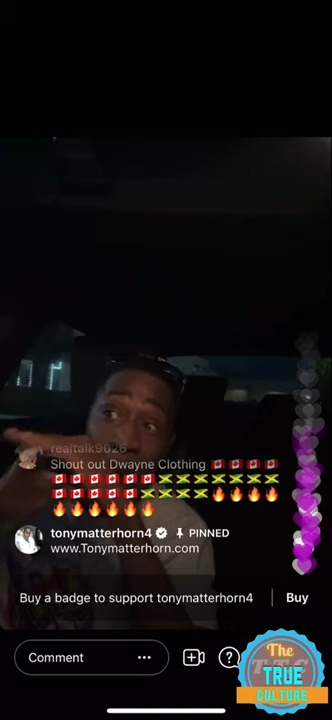 realtalk9026
Shout out Dwayne Clothing 🇨🇦🇨🇦🇨🇦🇨🇦
🇨🇦🇨🇦🇨🇦🇨🇦🇨🇦🇨🇦🇯🇲🇯🇲🇯🇲🇯🇲🇯🇲🇯🇲🇯🇲
🇨🇦🇨🇦🇨🇦🇨🇦🇨🇦🇯🇲🇯🇲🇯🇲🇯🇲🔥🔥🔥🔥
🔥🔥🔥🔥🔥🔥
tonymatterhorn4 PINNED
www.Tonymatterhorn.com
Buy a badge to support tonymatterhorn4 Buy
Comment ...
?
The
T.T.C
TRUE
CULTURE